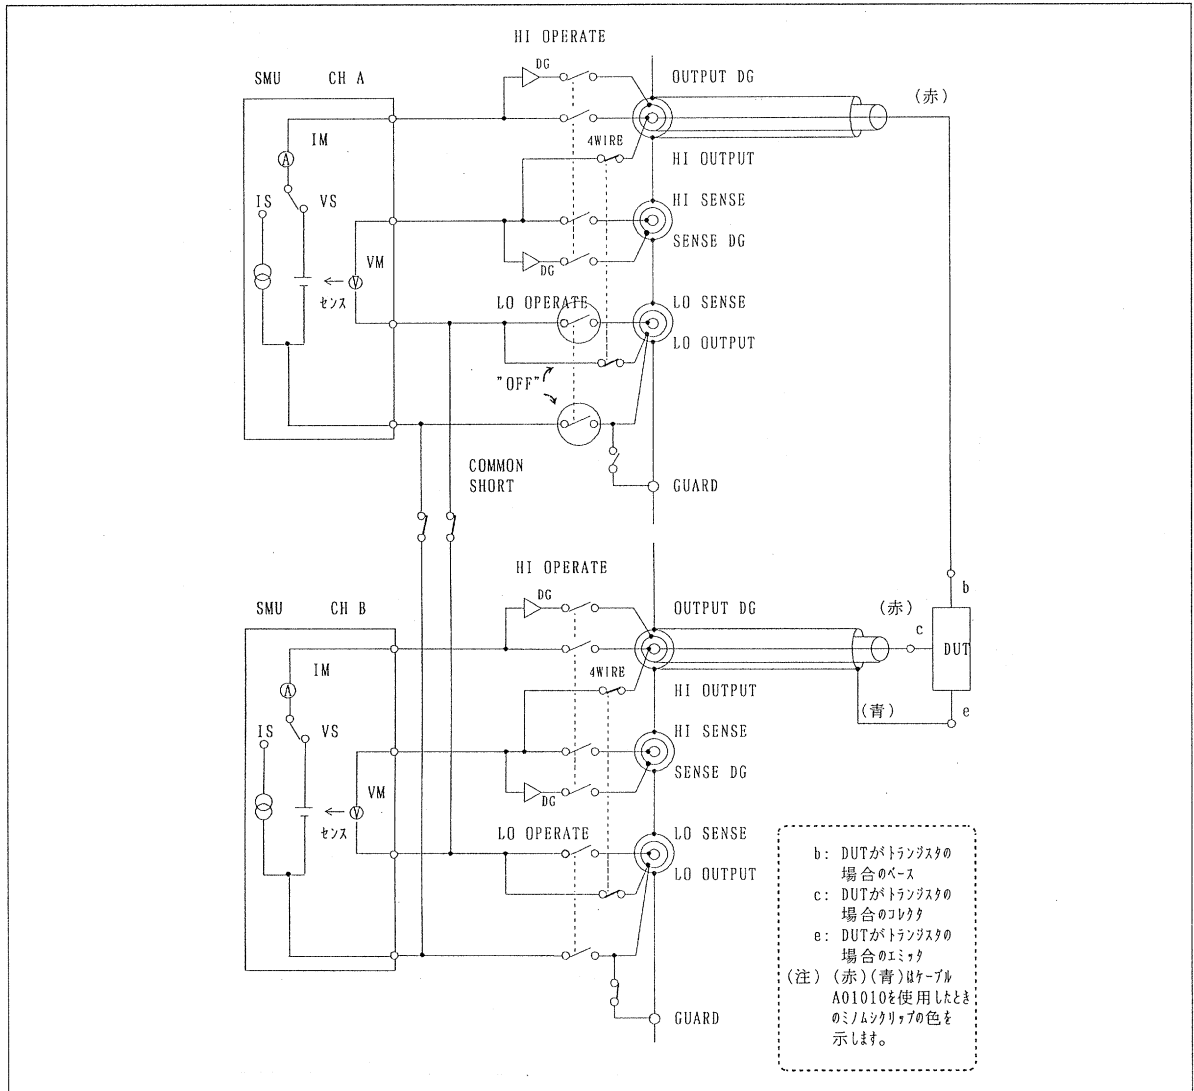 HI OPERATE
DG
OUTPUT DG
(赤)
SMU CH A
IM
4WIRE
HI OUTPUT
IS
VS
HI SENSE
VM
SENSE DG
DG
センス
LO OPERATE
LO SENSE
LO OUTPUT
"OFF"
COMMON
SHORT
GUARD
HI OPERATE
DG
OUTPUT DG
(赤)
b
SMU CH B
c
DUT
IM
4WIRE
HI OUTPUT
(青)
e
IS
VS
HI SENSE
VM
SENSE DG
DG
センス
LO OPERATE
LO SENSE
LO OUTPUT
GUARD
A
V
A
V
b: DUTがトランジスタの
場合のベース
c: DUTがトランジスタの
場合のコレクタ
e: DUTがトランジスタの
場合のエミッタ
(注) (赤)(青)はケーブル
A01010を使用したとき
のミノムシクリップの色を
示します。